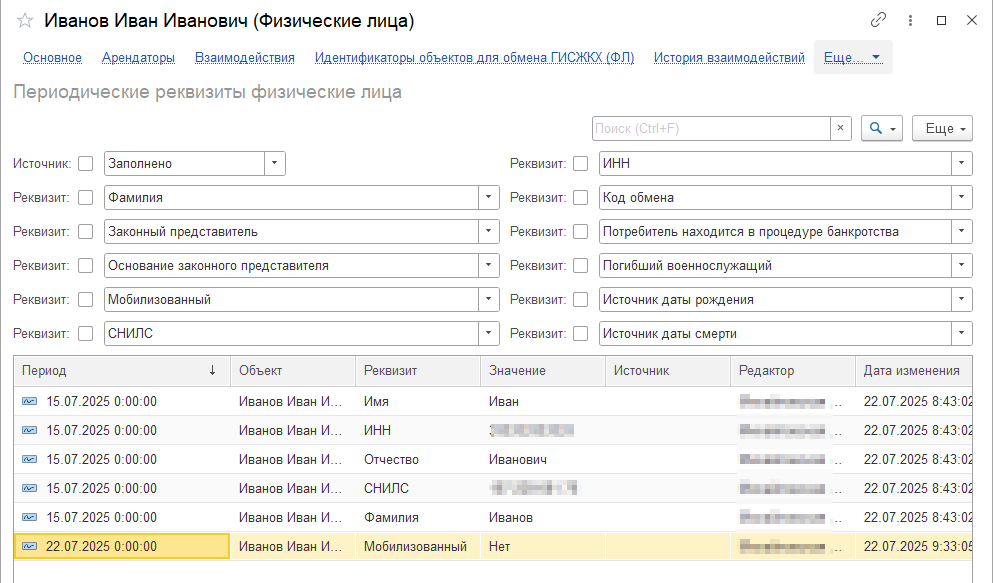 Иванов Иван Иванович (Физические лица)
Основное Арендаторы Взаимодействия Идентификаторы объектов для обмена ГИСЖКХ (ФЛ) История взаимодействий Еще...
Периодические реквизиты физические лица
Поиск (Ctrl+F) × Еще
Источник: Заполнено Реквизит: ИНН
Реквизит: Фамилия Реквизит: Код обмена
Реквизит: Законный представитель Реквизит: Потребитель находится в процедуре банкротства
Реквизит: Основание законного представителя Реквизит: Погибший военнослужащий
Реквизит: Мобилизованный Реквизит: Источник даты рождения
Реквизит: СНИЛС Реквизит: Источник даты смерти
Период ↓ Объект Реквизит Значение Источник Редактор Дата изменения
15.07.2025 0:00:00 Иванов Иван И... Имя Иван ... 22.07.2025 8:43:02
15.07.2025 0:00:00 Иванов Иван И... ИНН ... 22.07.2025 8:43:02
15.07.2025 0:00:00 Иванов Иван И... Отчество Иванович ... 22.07.2025 8:43:02
15.07.2025 0:00:00 Иванов Иван И... СНИЛС ... 22.07.2025 8:43:02
15.07.2025 0:00:00 Иванов Иван И... Фамилия Иванов ... 22.07.2025 8:43:02
22.07.2025 0:00:00 Иванов Иван И... Мобилизованный Нет ... 22.07.2025 9:33:05